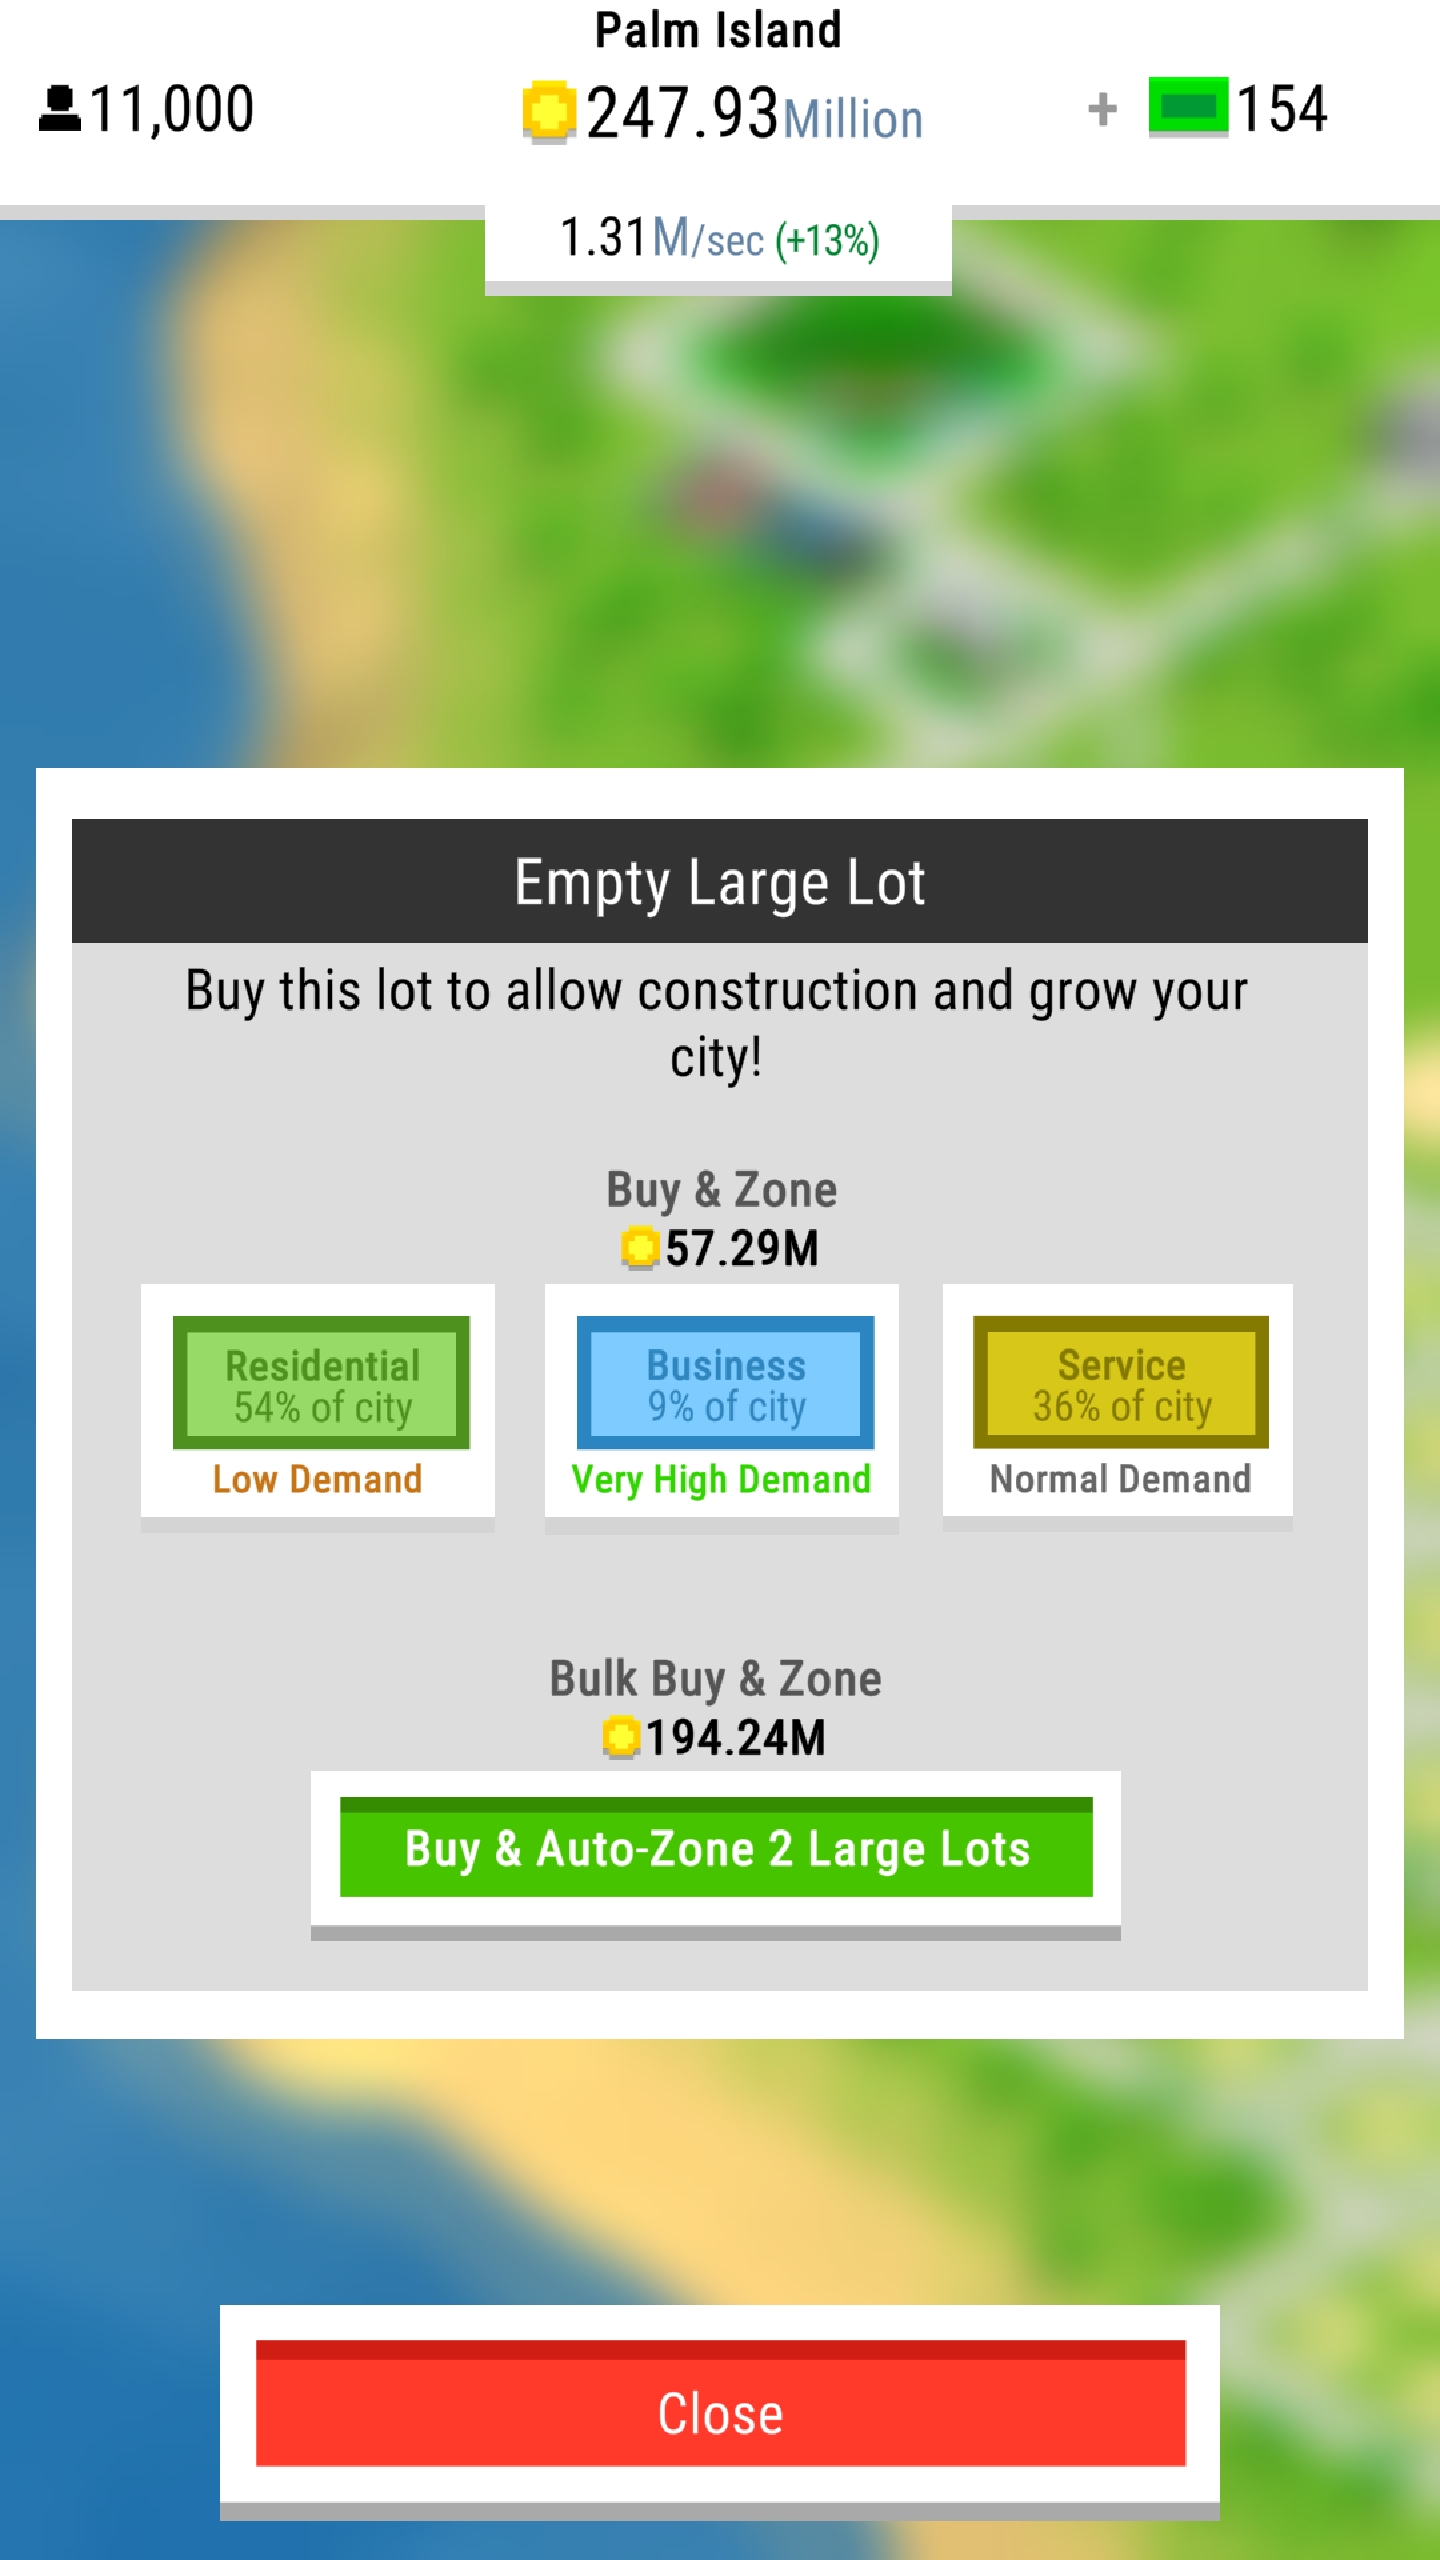 Palm Island
11,000
247.93Million
+ 154
1.31M/sec (+13%)
Empty Large Lot
Buy this lot to allow construction and grow your
city!
Buy & Zone
57.29M
Residential
54% of city
Low Demand
Business
9% of city
Very High Demand
Service
36% of city
Normal Demand
Bulk Buy & Zone
194.24M
Buy & Auto-Zone 2 Large Lots
Close